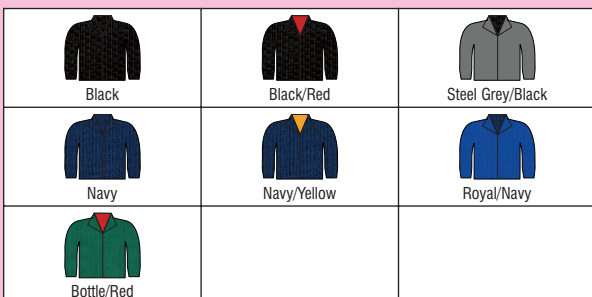 Black
Black/Red
Steel Grey/Black
Navy
Navy/Yellow
Royal/Navy
Bottle/Red